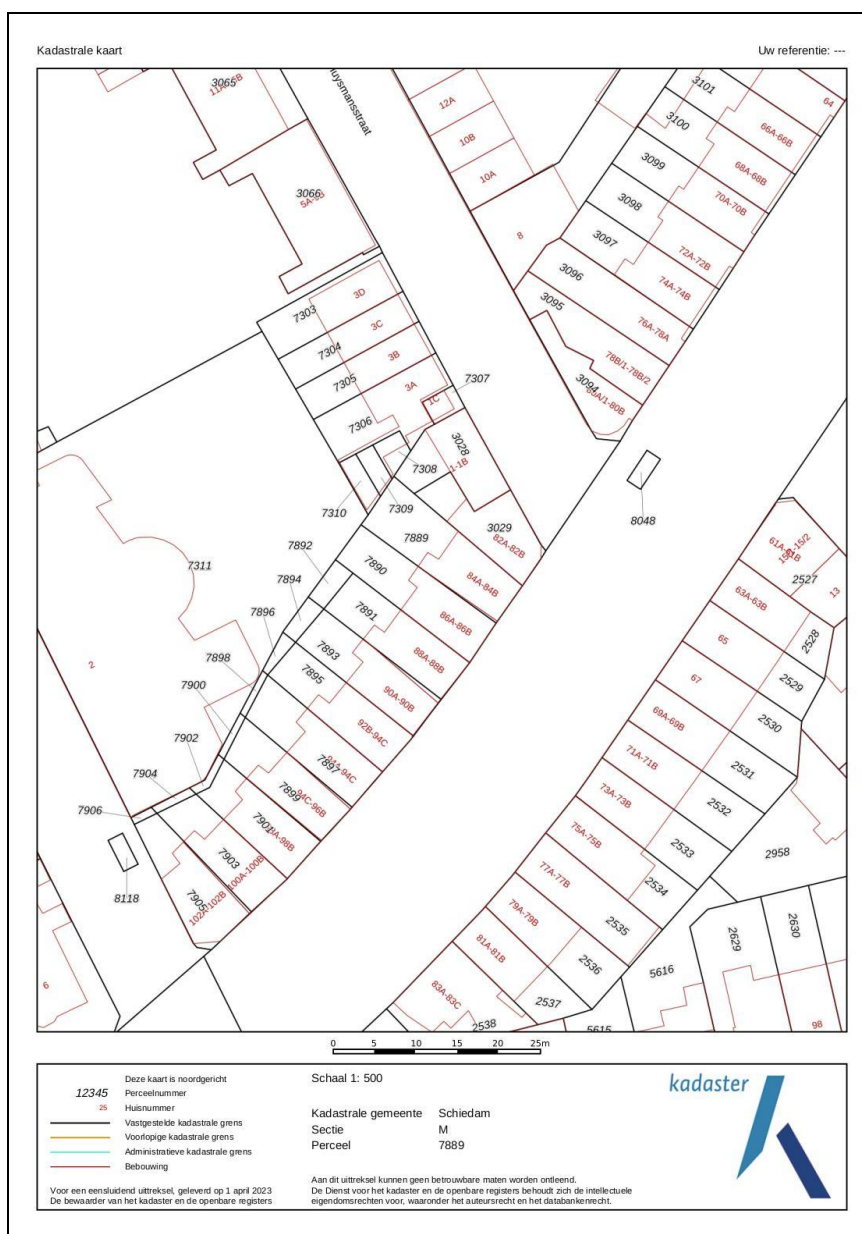 Kadastrale kaart
Uw referentie: ---
3065
3101
64
12A
3100
66A-66B
10B
3099
68A-68B
10A
3066
5A-9B
3098
70A-70B
8
3097
72A-72B
3096
74A-74B
3D
3095
7303
76A-78A
3C
7304
3B
78B/1-78B/2
7305
3A
7307
3094
1C
7306
3028
1-1B
7308
7310
7309
8048
3029
82A-82B
7889
7892
61A-61B
15/1-15/2
2527
7311
7890
84A-84B
7894
63A-63B
13
7891
86A-86B
7896
65
2528
7893
88A-88B
2
7898
7895
67
2529
7900
90A-90B
69A-69B
2530
7902
92B-94C
71A-71B
2531
7904
7897
94A-94C
73A-73B
2532
7906
7899
94C-96B
75A-75B
2533
7901
2958
8118
7903
77A-77B
2534
100A-100B
7905
102A-102B
79A-79B
2535
2629
2630
81A-81B
2536
5616
6
83A-83C
2537
2538
5615
98
0 5 10 15 20 25m
Deze kaart is noordgericht
12345 Perceelnummer
25 Huisnummer
Vastgestelde kadastrale grens
Voorlopige kadastrale grens
Administratieve kadastrale grens
Bebouwing
Voor een eensluidend uittreksel, geleverd op 1 april 2023
De bewaarder van het kadaster en de openbare registers
Schaal 1: 500
Kadastrale gemeente Schiedam
Sectie M
Perceel 7889
Aan dit uittreksel kunnen geen betrouwbare maten worden ontleend.
De Dienst voor het kadaster en de openbare registers behoudt zich de intellectuele
eigendomsrechten voor, waaronder het auteursrecht en het databankenrecht.
kadaster